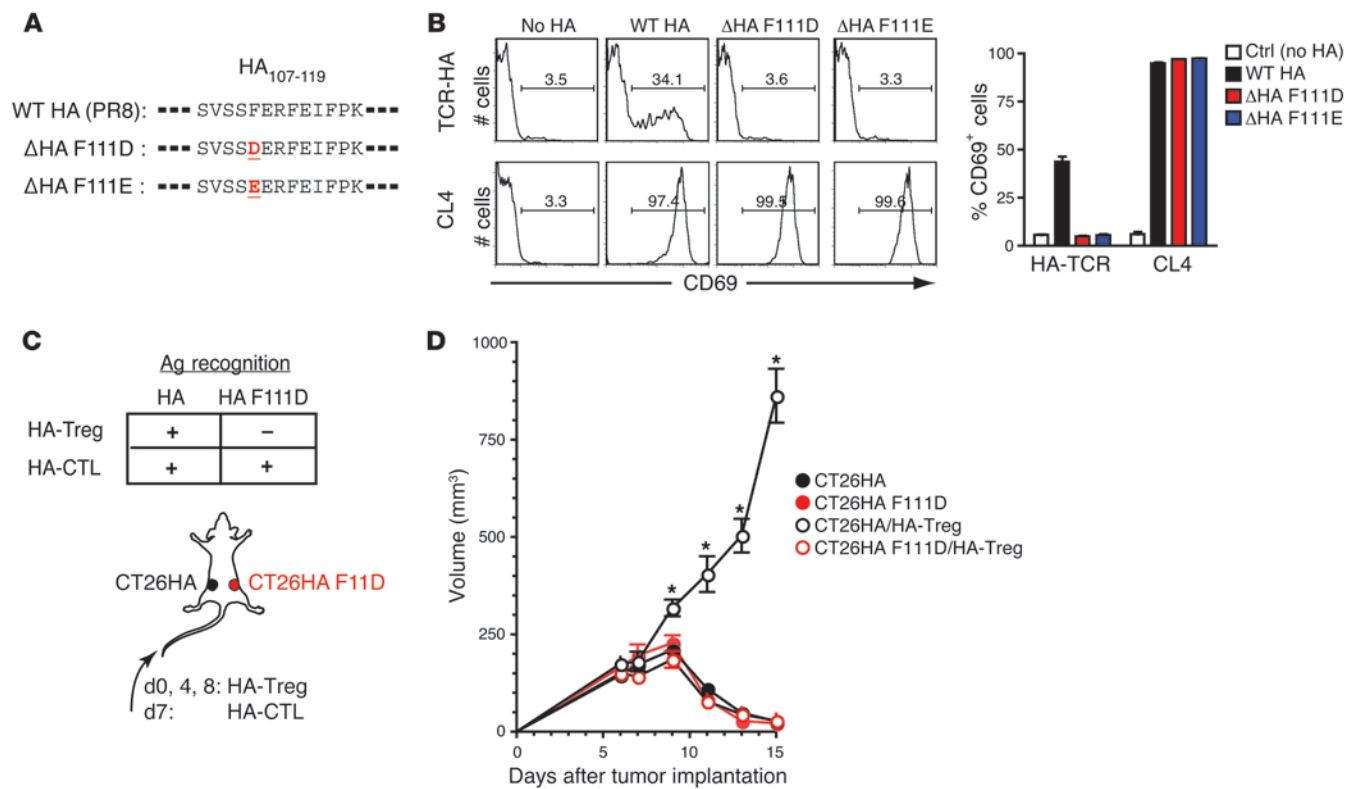 A
HA107-119
WT HA (PR8): SVSSFERFEIFPK
ΔHA F111D : SVSSDERFEIFPK
ΔHA F111E : SVSSEERFEIFPK
B
No HA WT HA ΔHA F111D ΔHA F111E
TCR-HA
# cells
3.5 34.1 3.6 3.3
CL4
# cells
3.3 97.4 99.5 99.6
CD69
% CD69+ cells
100
75
50
25
0
HA-TCR CL4
Ctrl (no HA)
WT HA
ΔHA F111D
ΔHA F111E
C
Ag recognition
HA HA F111D
HA-Treg + –
HA-CTL + +
CT26HA CT26HA F11D
d0, 4, 8: HA-Treg
d7: HA-CTL
D
Volume (mm3)
1000
750
500
250
0
0 5 10 15
Days after tumor implantation
* * * * *
CT26HA
CT26HA F111D
CT26HA/HA-Treg
CT26HA F111D/HA-Treg